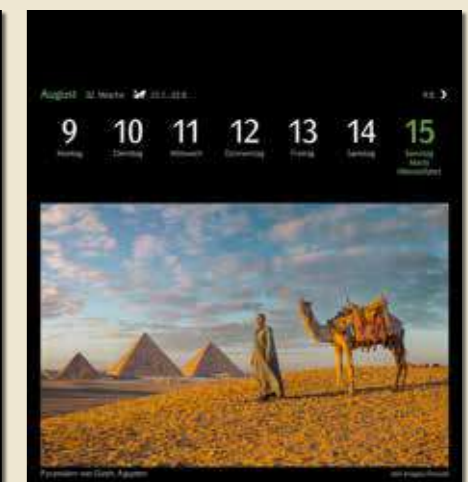 August 32. Woche
9 10 11 12 13 14 15
Montag Dienstag Mittwoch Donnerstag Freitag Samstag Sonntag
Mariä
Himmelfahrt
Pyramiden von Gizeh, Ägypten